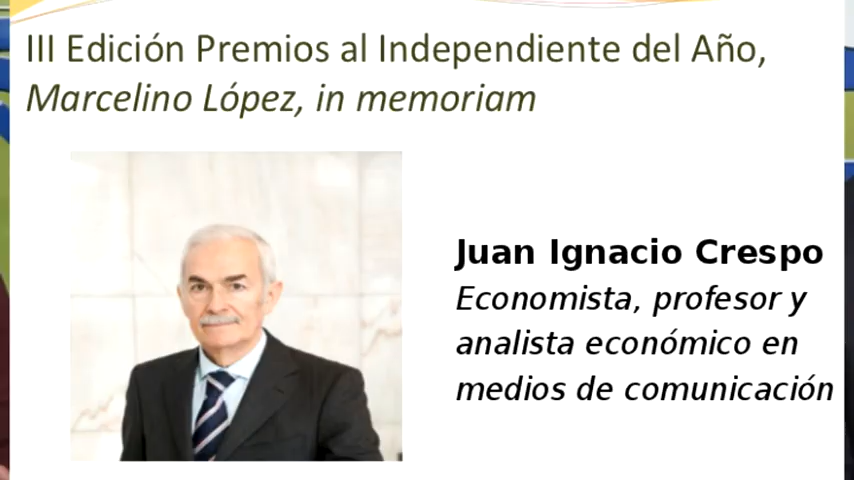 III Edición Premios al Independiente del Año,
Marcelino López, in memoriam
Juan Ignacio Crespo
Economista, profesor y
analista económico en
medios de comunicación